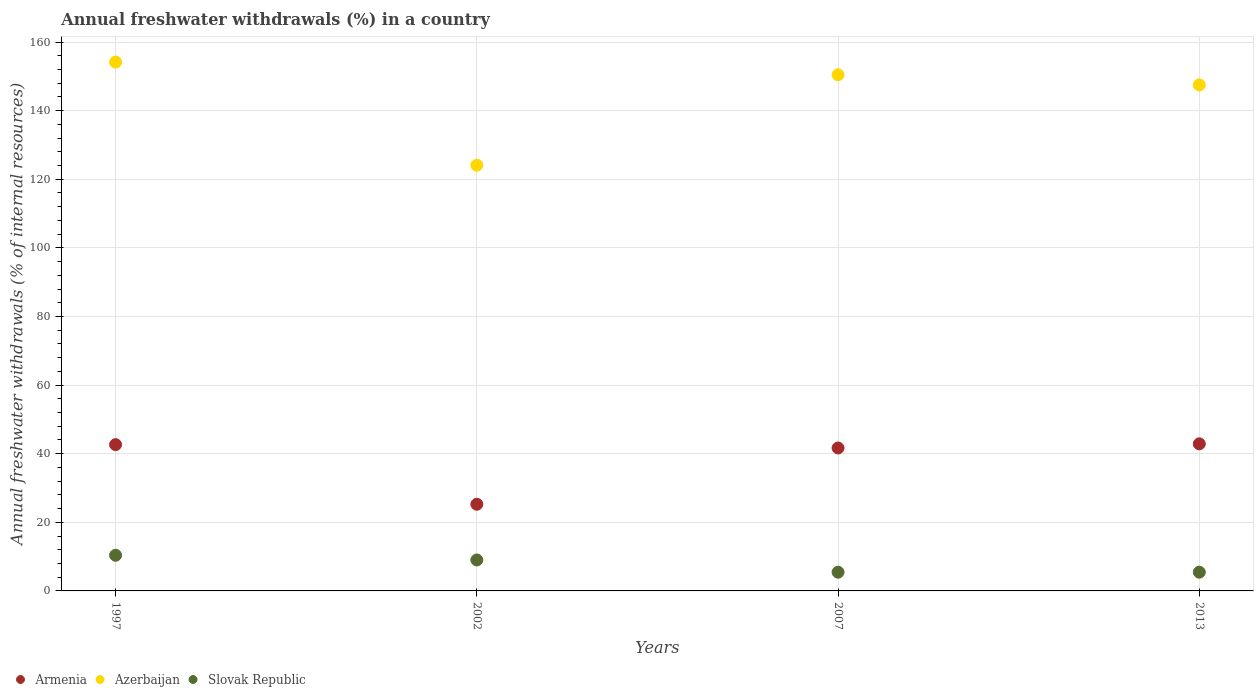 Annual freshwater withdrawals (%) in a country
Annual freshwater withdrawals (% of internal resources)
160
140
120
100
80
60
40
20
0
1997
2002
2007
2013
Years
Armenia
Azerbaijan
Slovak Republic